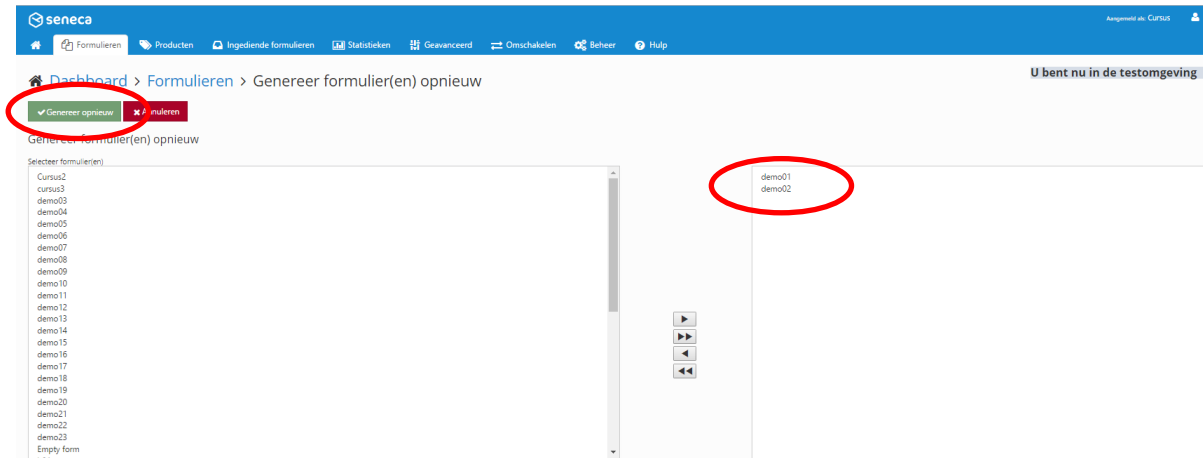 seneca
Aangemeld als: Cursus
Formulieren Producten Ingediende formulieren Statistieken Geavanceerd Omschakelen Beheer Hulp
Dashboard > Formulieren > Genereer formulier(en) opnieuw
U bent nu in de testomgeving
Genereer opnieuw Annuleren
Genereer formulier(en) opnieuw
Selecteer formulier(en)
Cursus2
cursus3
demo03
demo04
demo05
demo06
demo07
demo08
demo09
demo10
demo11
demo12
demo13
demo14
demo15
demo16
demo17
demo18
demo19
demo20
demo21
demo22
demo23
Empty form
demo01
demo02